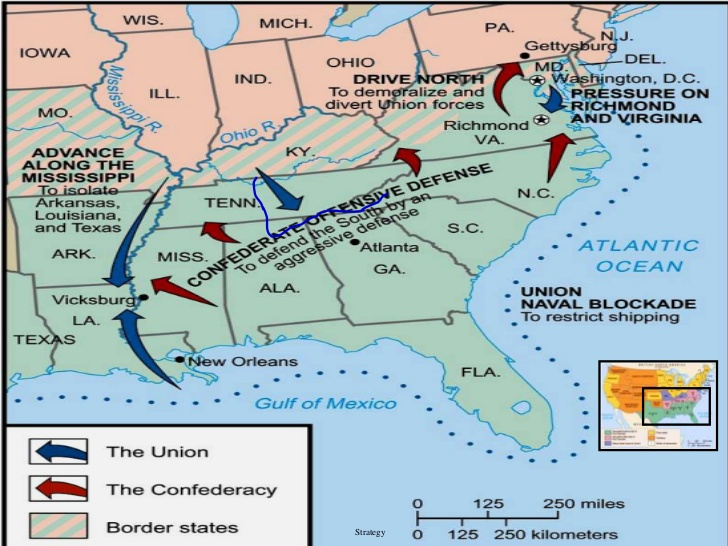 WIS.
MICH.
PA.
N.J.
Gettysburg
IOWA
OHIO
MD.
DEL.
IND.
ILL.
DRIVE NORTH
To demoralize and
divert Union forces
Washington, D.C.
PRESSURE ON
RICHMOND
AND VIRGINIA
Mississippi R.
MO.
Ohio R.
Richmond
VA.
KY.
ADVANCE
ALONG THE
MISSISSIPPI
To isolate
Arkansas,
Louisiana,
and Texas
TENN.
N.C.
CONFEDERATE OFFENSIVE DEFENSE
To defend the South by an
aggressive defense
S.C.
ATLANTIC
OCEAN
ARK.
MISS.
Atlanta
GA.
ALA.
UNION
NAVAL BLOCKADE
To restrict shipping
Vicksburg
LA.
TEXAS
New Orleans
FLA.
Gulf of Mexico
The Union
The Confederacy
Border states
0 125 250 miles
0 125 250 kilometers
Strategy